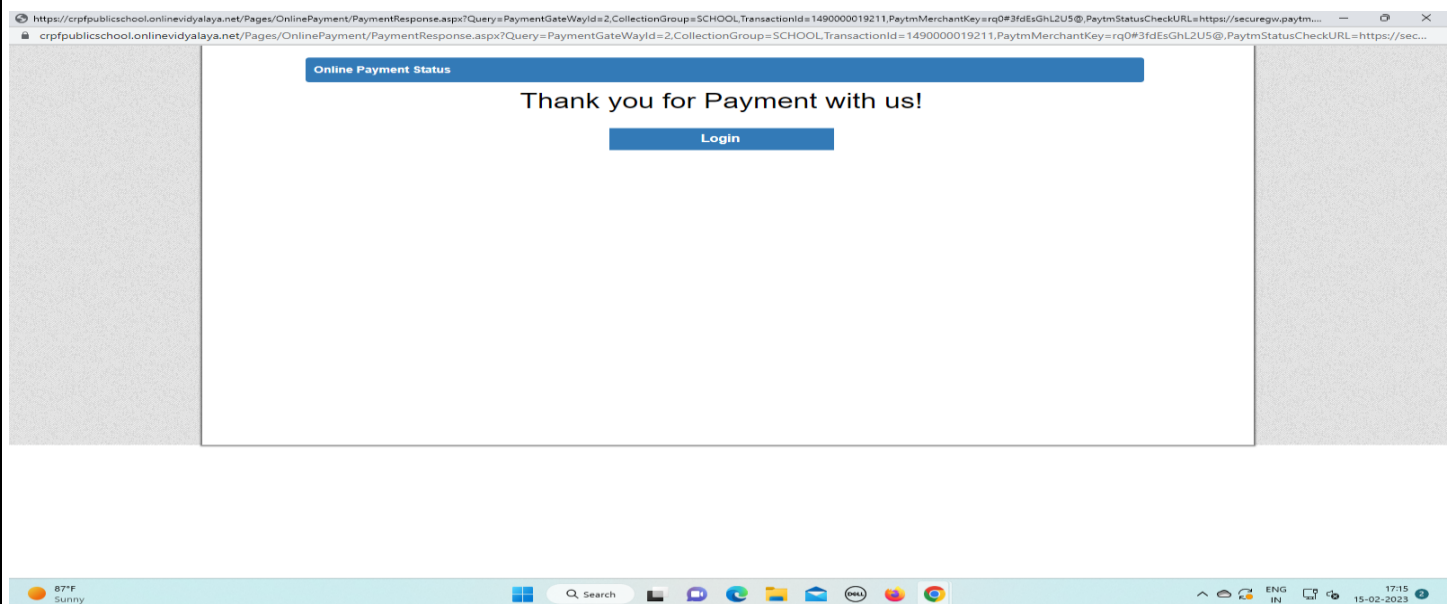 https://crpfpublicschool.onlinevidyalaya.net/Pages/OnlinePayment/PaymentResponse.aspx?Query=PaymentGateWayId=2,CollectionGroup=SCHOOL,TransactionId=1490000019211,PaytmMerchantKey=rq0#3fdEsGhL2U5@,PaytmStatusCheckURL=https://securegw.paytm....
crpfpublicschool.onlinevidyalaya.net/Pages/OnlinePayment/PaymentResponse.aspx?Query=PaymentGateWayId=2,CollectionGroup=SCHOOL,TransactionId=1490000019211,PaytmMerchantKey=rq0#3fdEsGhL2U5@,PaytmStatusCheckURL=https://sec...
Online Payment Status
Thank you for Payment with us!
Login
87°F
Sunny
Search
DELL
ENG
IN
17:15
15-02-2023
2